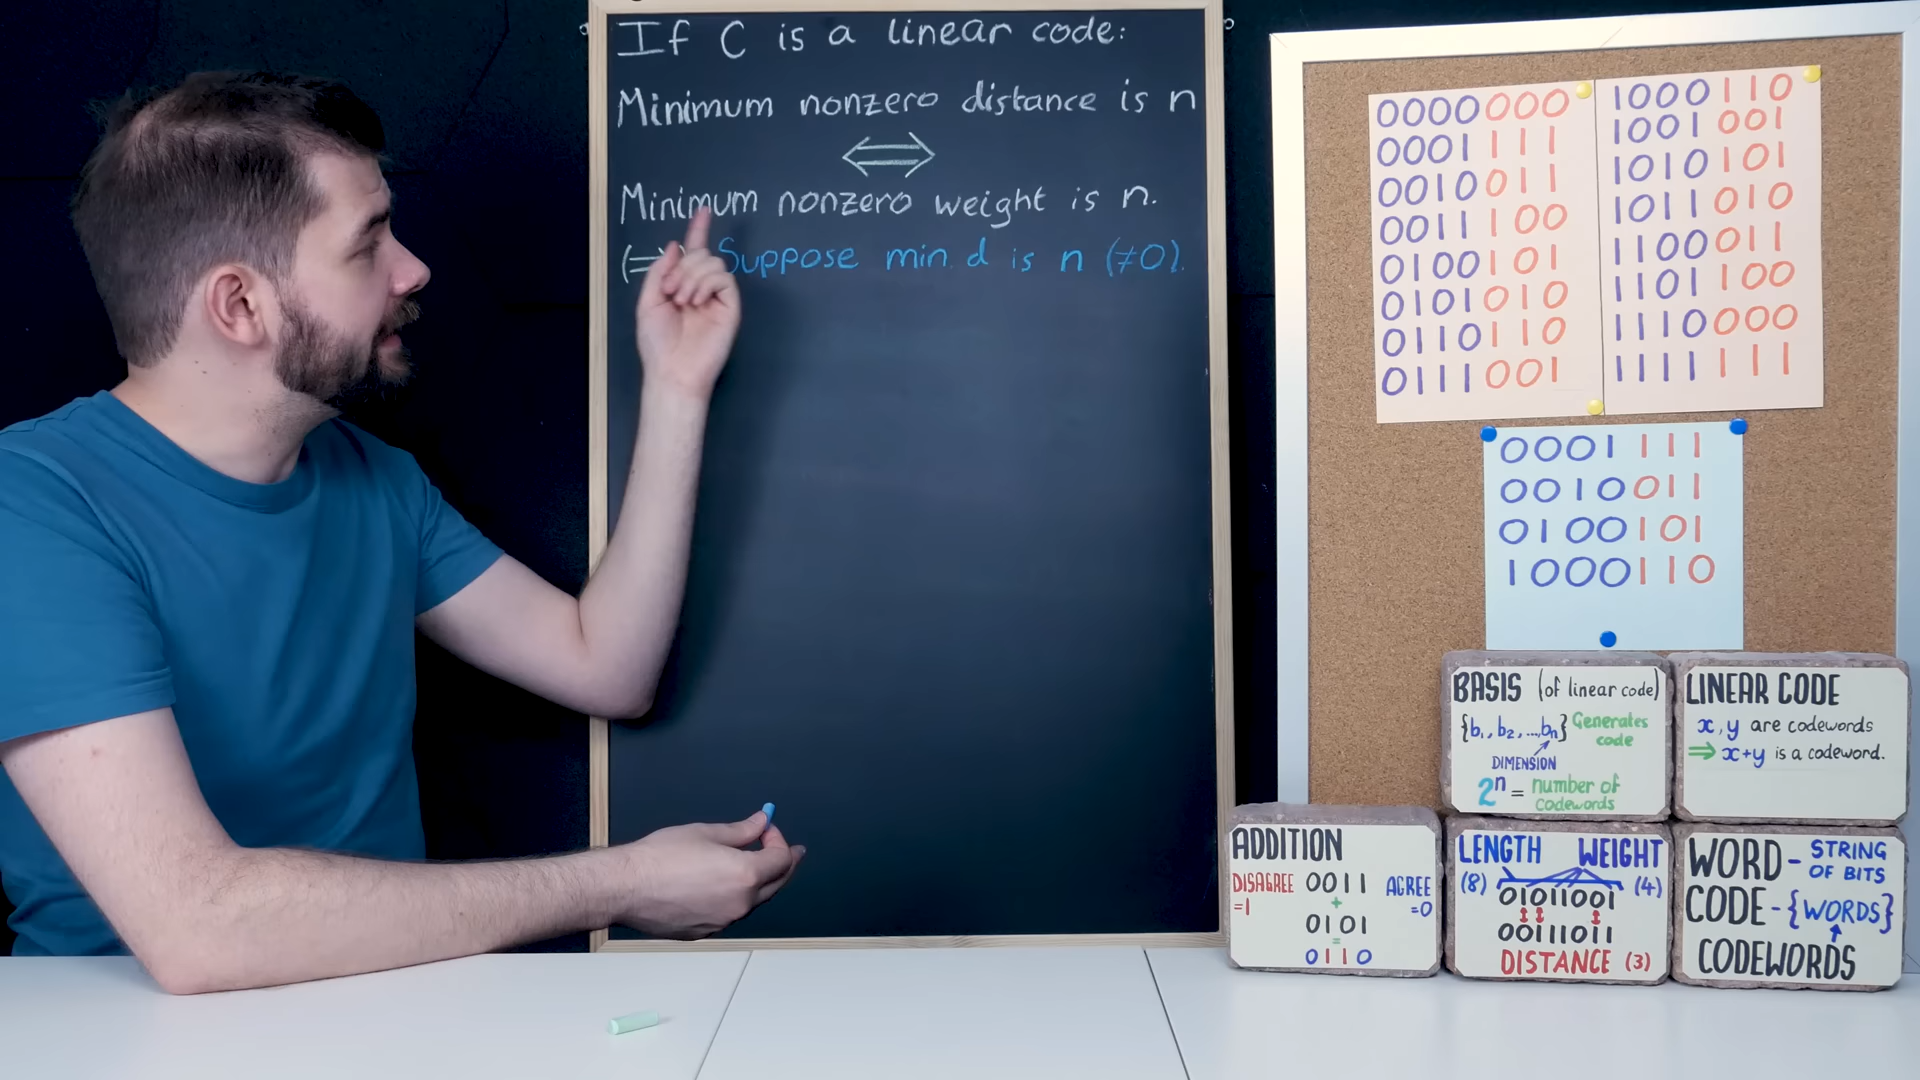 If C is a linear code:
Minimum nonzero distance is n
⟺
Minimum nonzero weight is n.
Suppose min. d is n (≠0).
0000000
0001111
0010011
0011100
0100101
0101010
0110110
0111001
1000110
1001001
1010101
1011010
1100011
1101100
1110000
1111111
0001111
0010011
0100101
1000110
BASIS (of linear code)
{b₁, b₂, ..., bₙ} Generates
code
DIMENSION
2ⁿ = number of
codewords
LINEAR CODE
x, y are codewords
⟹ x+y is a codeword.
ADDITION
DISAGREE 0011 AGREE
=1 + =0
0101
=
0110
LENGTH WEIGHT
(8) 01011001 (4)
00111011
DISTANCE (3)
WORD - STRING
OF BITS
CODE - {WORDS}
CODEWORDS